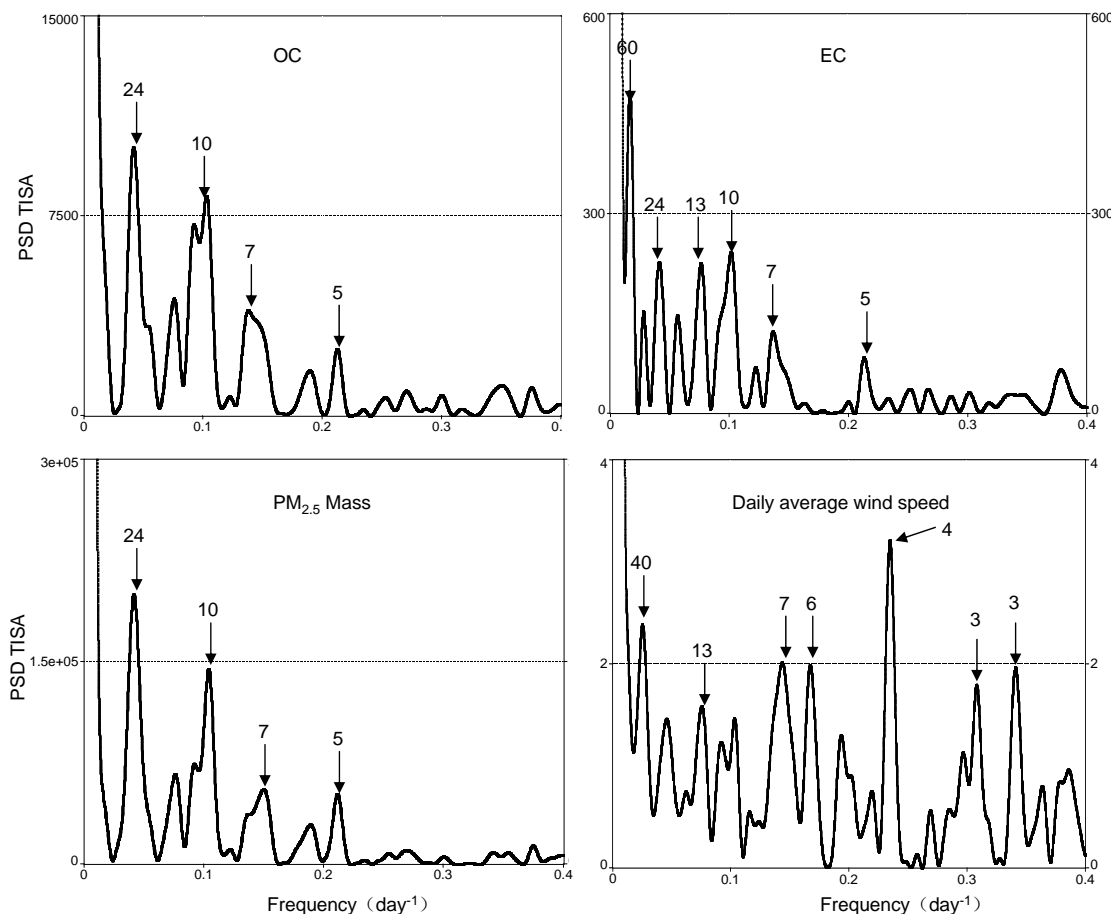 15000
OC
24
10
7500
7
5
PSD TISA
0
0 0.1 0.2 0.3 0.4
600 600
EC
60
300 300
24 13 10
7
5
0 0
0 0.1 0.2 0.3 0.4
3e+05
PM2.5 Mass
24
10
1.5e+05
7 5
PSD TISA
0
0 0.1 0.2 0.3 0.4
Frequency（day-1）
4 4
Daily average wind speed
4
40
7 6
3 3
13
2 2
0 0
0 0.1 0.2 0.3 0.4
Frequency（day-1）